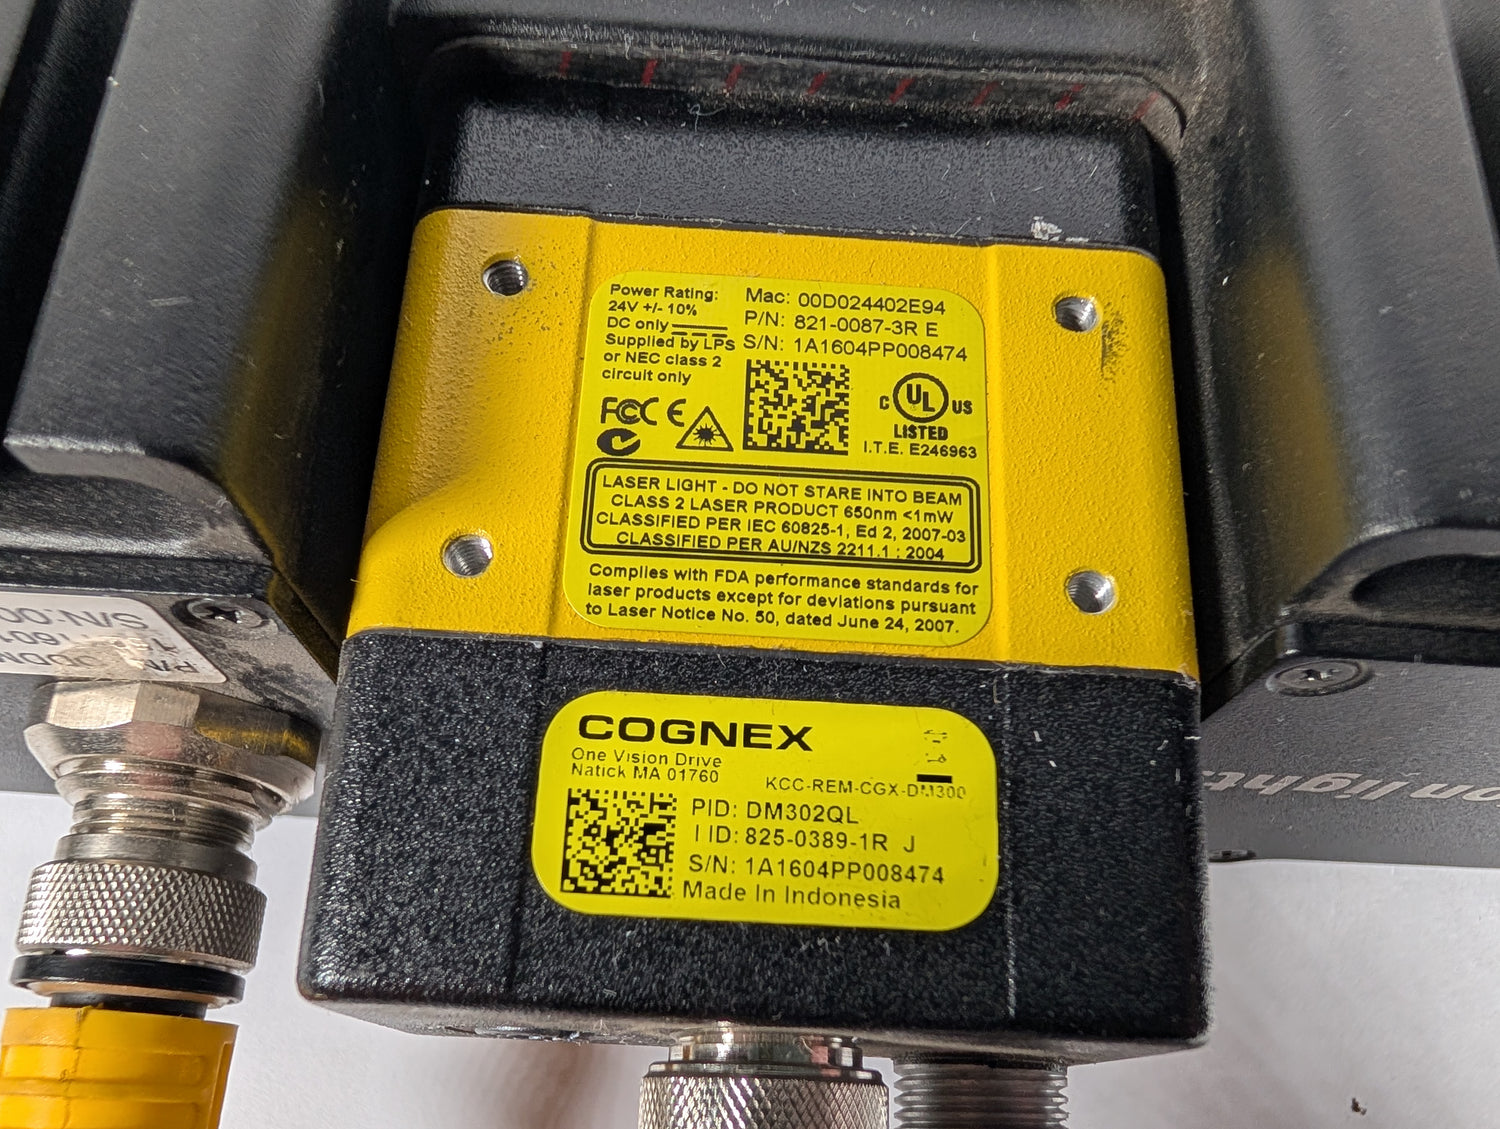 Power Rating:
24V +/- 10%
DC only
Supplied by LPS
or NEC class 2
circuit only
Mac: 00D024402E94
P/N: 821-0087-3R E
S/N: 1A1604PP008474
FCC CE
C UL US
LISTED
I.T.E. E246963
LASER LIGHT - DO NOT STARE INTO BEAM
CLASS 2 LASER PRODUCT 650nm <1mW
CLASSIFIED PER IEC 60825-1, Ed 2, 2007-03
CLASSIFIED PER AU/NZS 2211.1 : 2004
Complies with FDA performance standards for
laser products except for deviations pursuant
to Laser Notice No. 50, dated June 24, 2007.
COGNEX
One Vision Drive
Natick MA 01760
KCC-REM-CGX-DM300
PID: DM302QL
I ID: 825-0389-1R J
S/N: 1A1604PP008474
Made In Indonesia
S/N:00